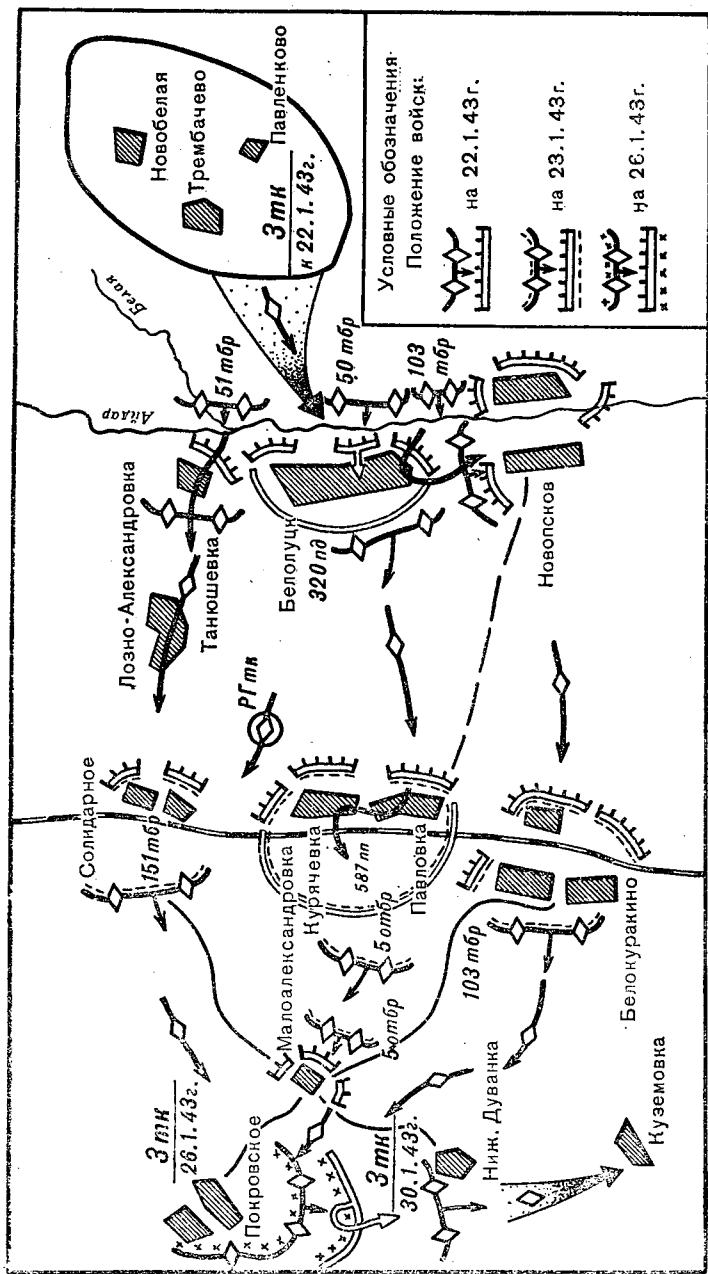 Новобелая
Трембачево
Павленково
3 тк
к 22.1.43г.
Белая
Айдар
51 тбр
50 тбр
103
тбр
Лозно-Александровка
Танюшевка
Белолуцк
320 пд
Новопсков
РГтк
Солидарное
151 тбр
Малоалександровка
Курячевка
587 пп
Павловка
5 отбр
5 отбр
103 тбр
Белокуракино
3 тк
26.1.43г.
Покровское
3 тк
30.1.43г.
Ниж. Дуванка
Куземовка
Условные обозначения
Положение войск:
на 22.1.43г.
на 23.1.43г.
на 26.1.43г.